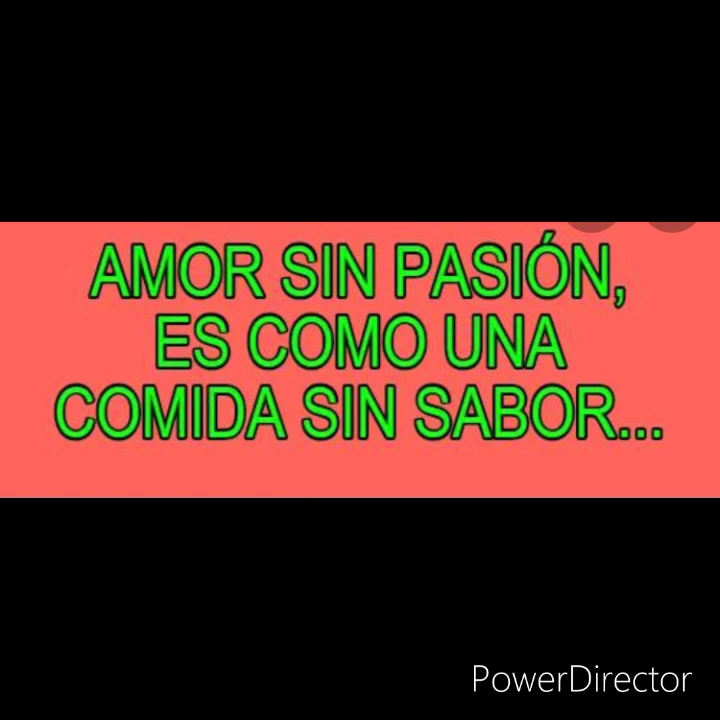 AMOR SIN PASIÓN,
ES COMO UNA
COMIDA SIN SABOR...
PowerDirector